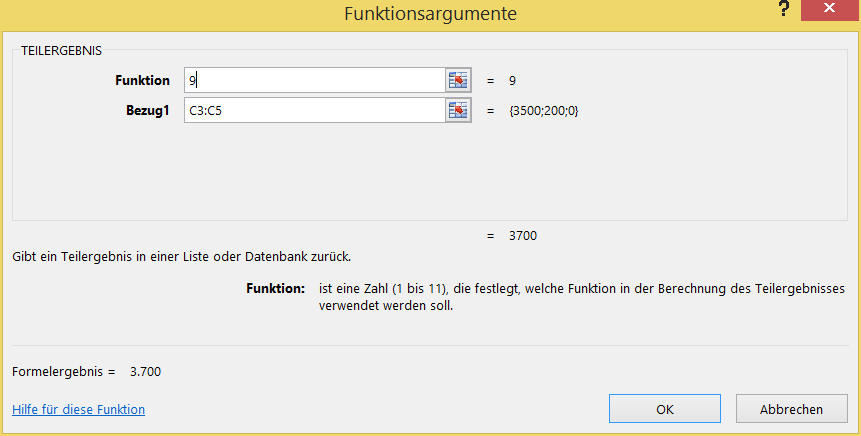 Funktionsargumente
?
TEILERGEBNIS
Funktion 9 = 9
Bezug1 C3:C5 = {3500;200;0}
= 3700
Gibt ein Teilergebnis in einer Liste oder Datenbank zurück.
Funktion: ist eine Zahl (1 bis 11), die festlegt, welche Funktion in der Berechnung des Teilergebnisses
verwendet werden soll.
Formelergebnis = 3.700
Hilfe für diese Funktion OK Abbrechen